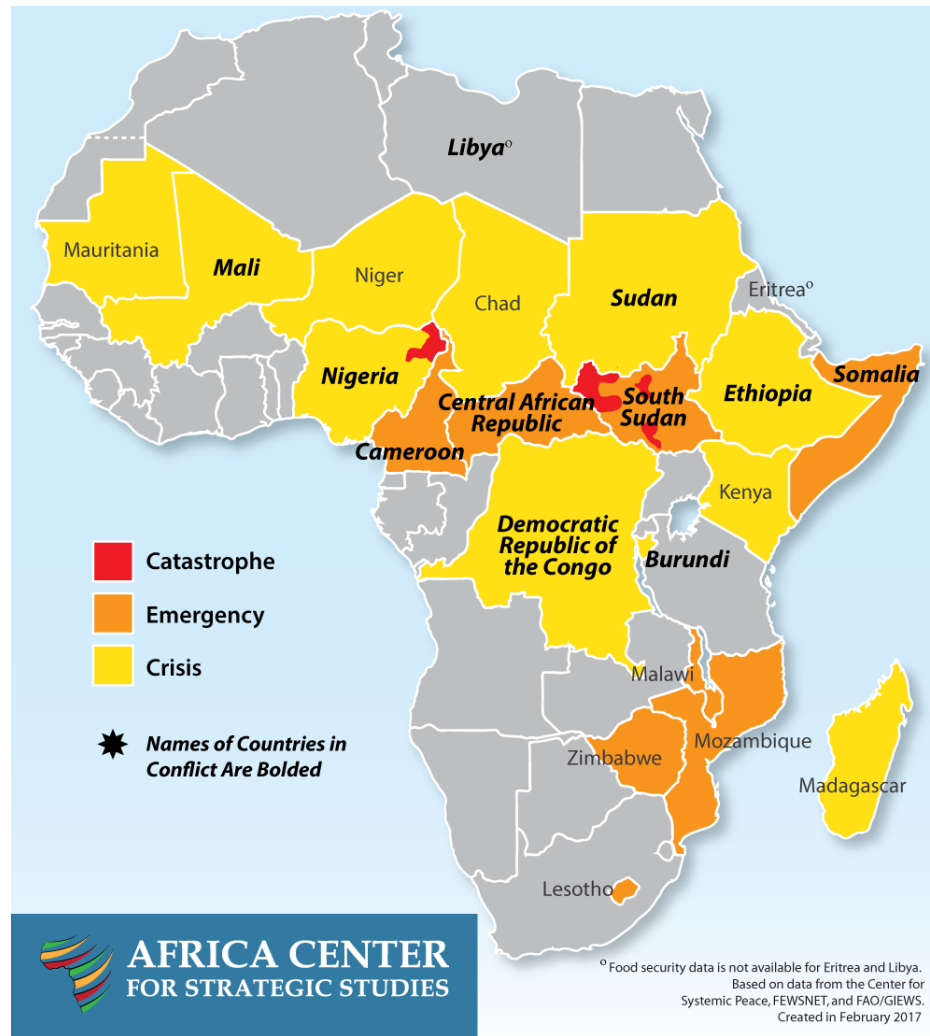 Libya°
Mauritania
Mali
Niger
Chad
Sudan
Eritrea°
Nigeria
Central African
Republic
South
Sudan
Ethiopia
Somalia
Cameroon
Kenya
Democratic
Republic of
the Congo
Burundi
Catastrophe
Emergency
Crisis
Names of Countries in
Conflict Are Bolded
Malawi
Mozambique
Zimbabwe
Madagascar
Lesotho
AFRICA CENTER
FOR STRATEGIC STUDIES
°Food security data is not available for Eritrea and Libya.
Based on data from the Center for
Systemic Peace, FEWSNET, and FAO/GIEWS.
Created in February 2017